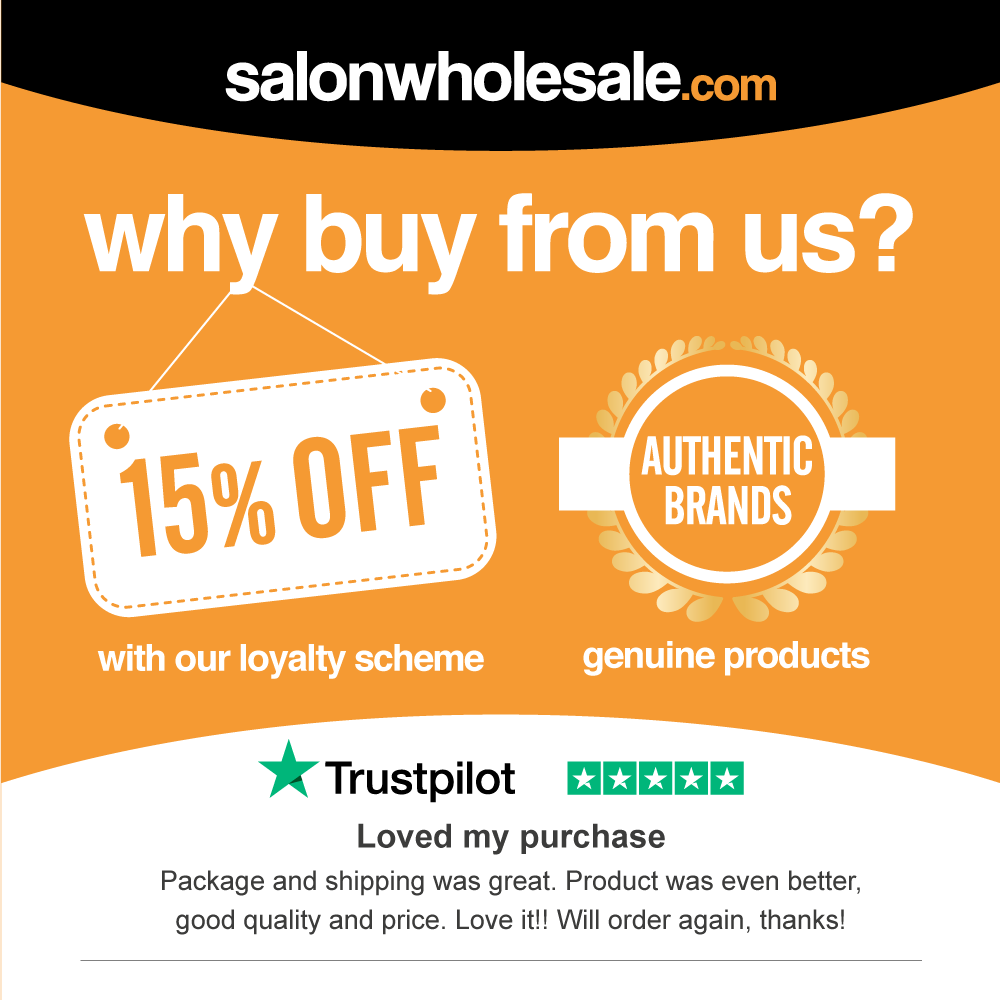 salonwholesale.com
why buy from us?
15% OFF
with our loyalty scheme
AUTHENTIC
BRANDS
genuine products
Trustpilot
Loved my purchase
Package and shipping was great. Product was even better,
good quality and price. Love it!! Will order again, thanks!